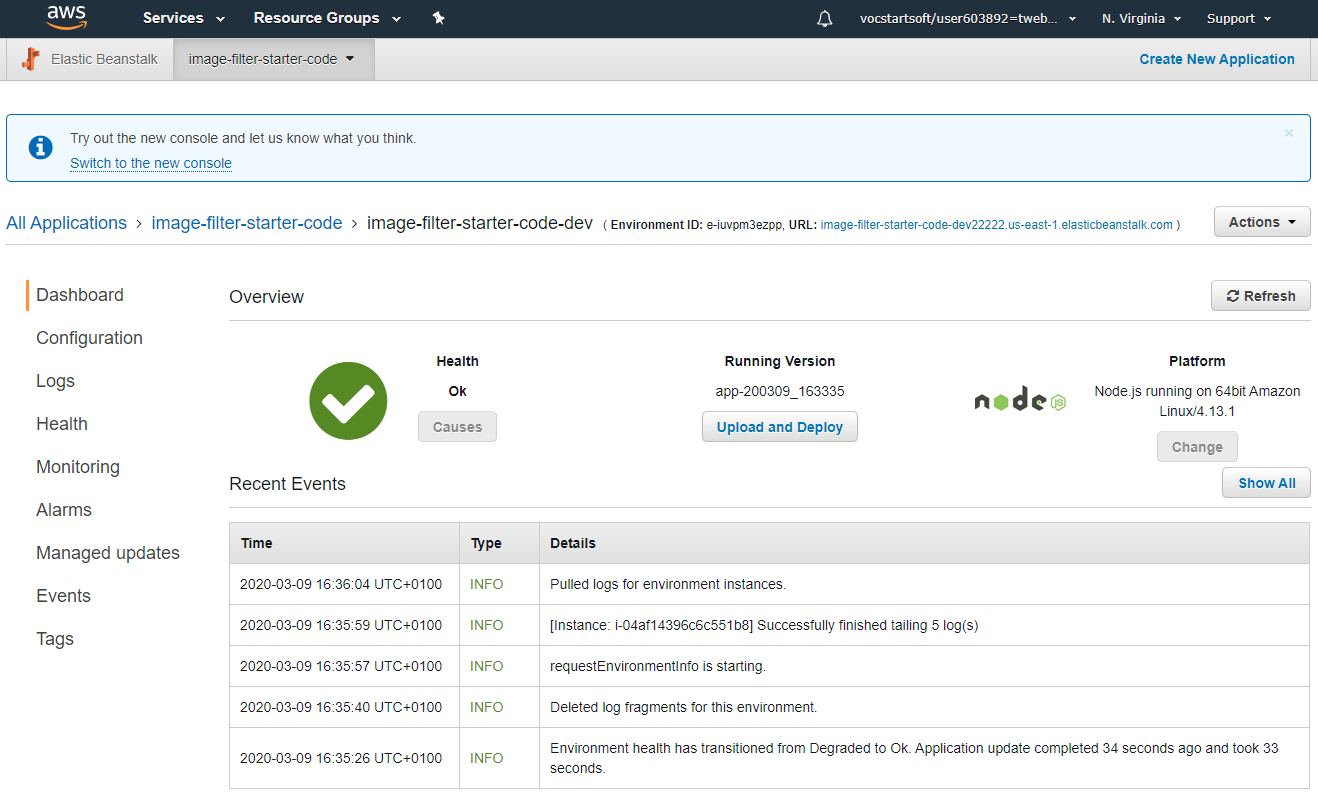 aws
Services
Resource Groups
vocstartsoft/user603892=tweb...
N. Virginia
Support
Elastic Beanstalk
image-filter-starter-code
Create New Application
Try out the new console and let us know what you think.
Switch to the new console
All Applications > image-filter-starter-code > image-filter-starter-code-dev ( Environment ID: e-iuvpm3ezpp, URL: image-filter-starter-code-dev22222.us-east-1.elasticbeanstalk.com )
Actions
Dashboard
Configuration
Logs
Health
Monitoring
Alarms
Managed updates
Events
Tags
Overview
Refresh
Health
Ok
Causes
Running Version
app-200309_163335
Upload and Deploy
node JS
Platform
Node.js running on 64bit Amazon
Linux/4.13.1
Change
Recent Events
Show All
Time Type Details
2020-03-09 16:36:04 UTC+0100 INFO Pulled logs for environment instances.
2020-03-09 16:35:59 UTC+0100 INFO [Instance: i-04af14396c6c551b8] Successfully finished tailing 5 log(s)
2020-03-09 16:35:57 UTC+0100 INFO requestEnvironmentInfo is starting.
2020-03-09 16:35:40 UTC+0100 INFO Deleted log fragments for this environment.
2020-03-09 16:35:26 UTC+0100 INFO Environment health has transitioned from Degraded to Ok. Application update completed 34 seconds ago and took 33
seconds.